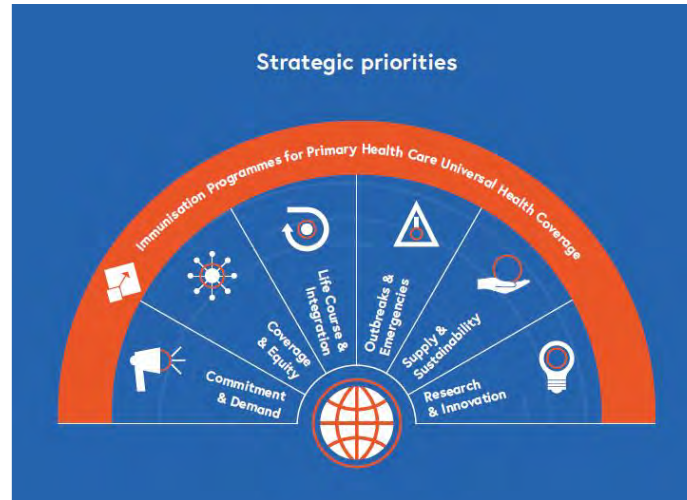 Strategic priorities
Immunisation Programmes for Primary Health Care Universal Health Coverage
Commitment
& Demand
Coverage
& Equity
Life Course &
Integration
Outbreaks &
Emergencies
Supply &
Sustainability
Research
& Innovation